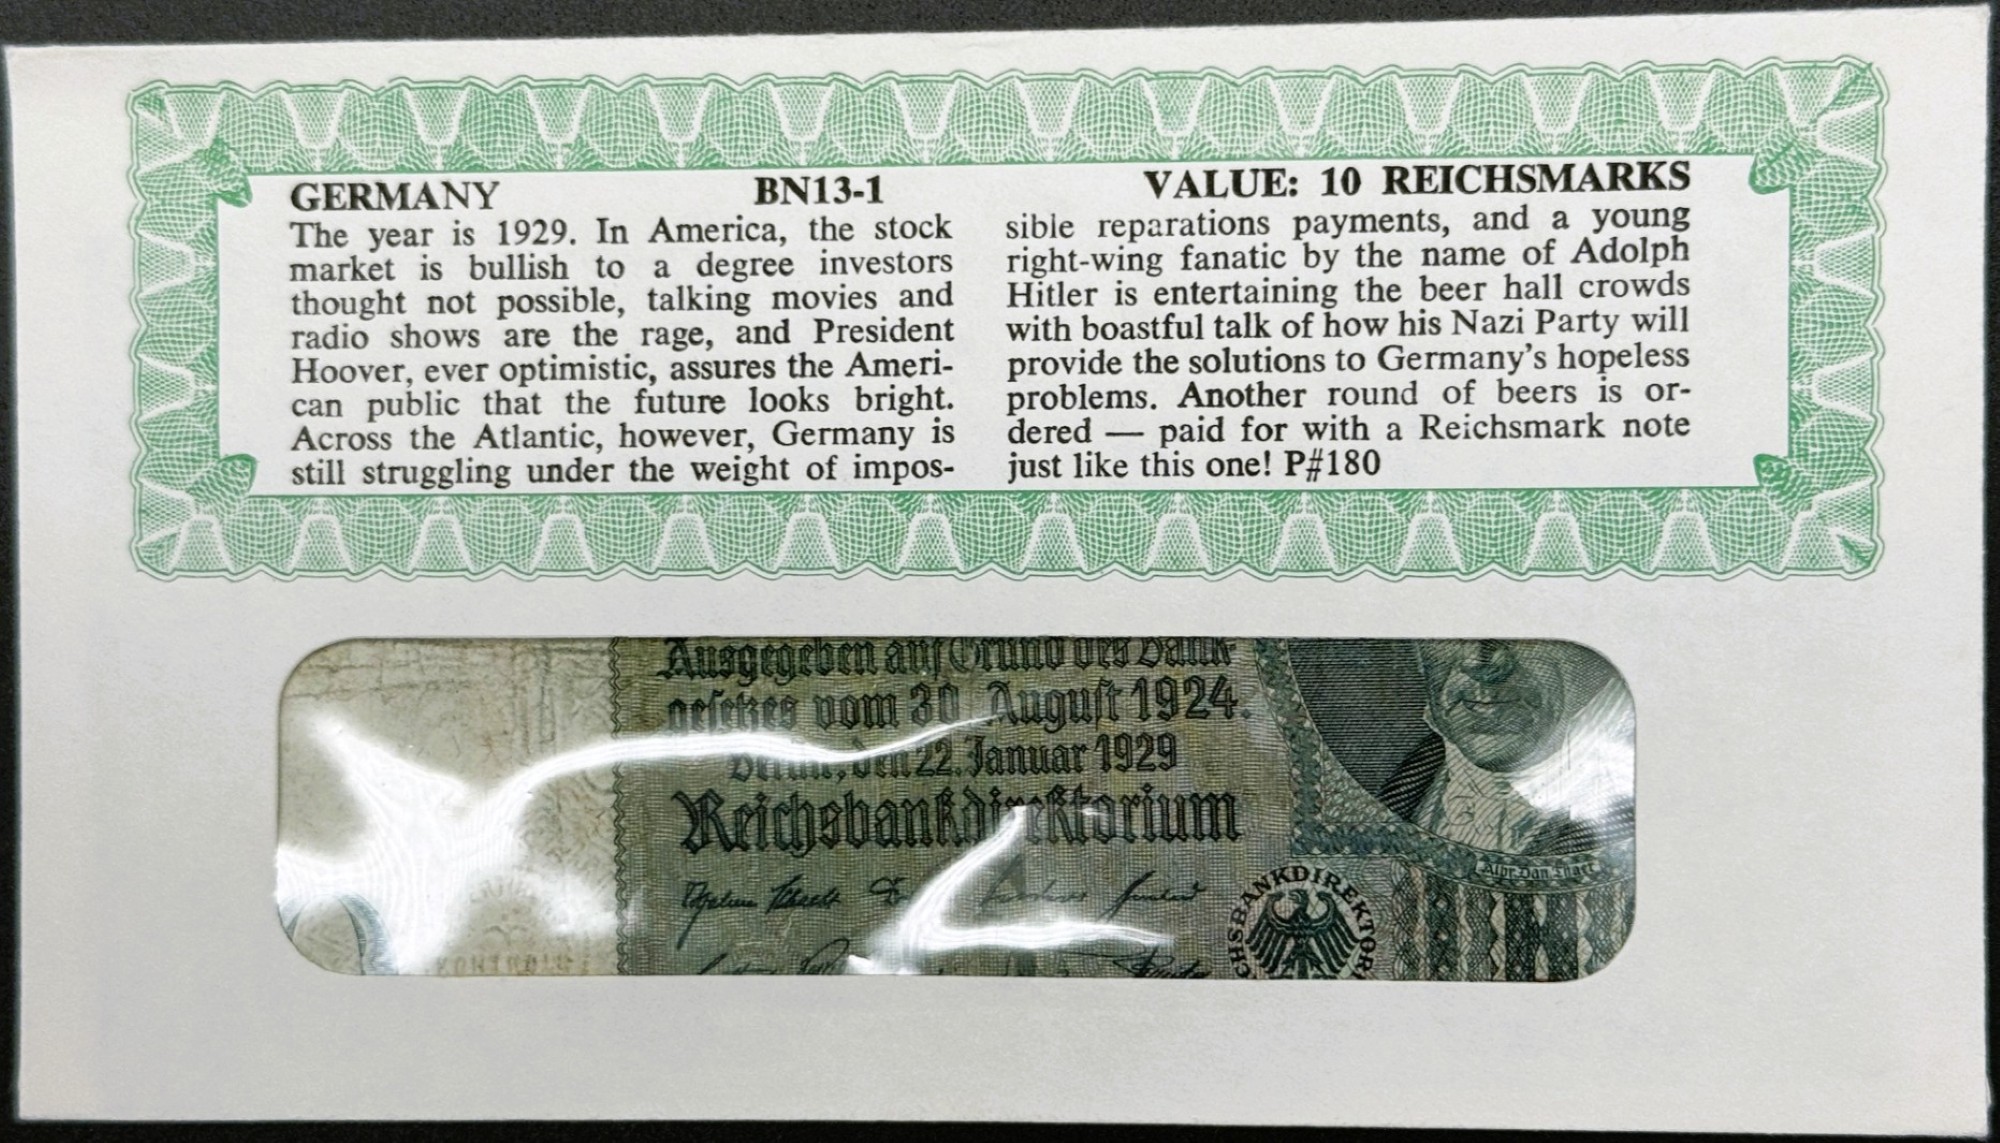 GERMANY BN13-1 VALUE: 10 REICHSMARKS
The year is 1929. In America, the stock
market is bullish to a degree investors
thought not possible, talking movies and
radio shows are the rage, and President
Hoover, ever optimistic, assures the Ameri-
can public that the future looks bright.
Across the Atlantic, however, Germany is
still struggling under the weight of impos-
sible reparations payments, and a young
right-wing fanatic by the name of Adolph
Hitler is entertaining the beer hall crowds
with boastful talk of how his Nazi Party will
provide the solutions to Germany's hopeless
problems. Another round of beers is or-
dered — paid for with a Reichsmark note
just like this one! P#180
Ausgegeben auf Grund des Bank-
gesetzes vom 30. August 1924.
Berlin, den 22. Januar 1929
Reichsbankdirektorium
Albr. Dan. Thaer
HSBANKDIREKTORI